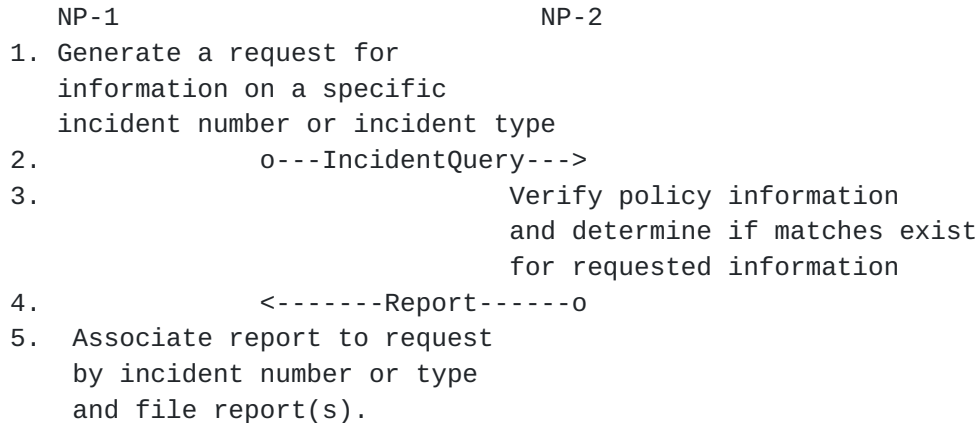 NP-1                          NP-2
1. Generate a request for
   information on a specific
   incident number or incident type
2.             o---IncidentQuery--->
3.                             Verify policy information
                               and determine if matches exist
                               for requested information
4.             <-------Report------o
5.  Associate report to request
    by incident number or type
    and file report(s).